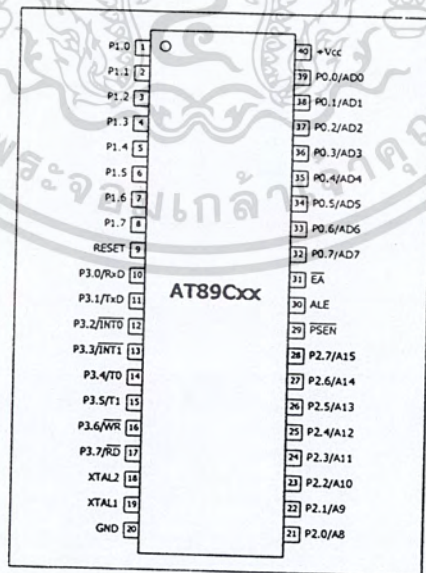 P1.0 1
P1.1 2
P1.2 3
P1.3 4
P1.4 5
P1.5 6
P1.6 7
P1.7 8
RESET 9
P3.0/RxD 10
P3.1/TxD 11
P3.2/INT0 12
P3.3/INT1 13
P3.4/T0 14
P3.5/T1 15
P3.6/WR 16
P3.7/RD 17
XTAL2 18
XTAL1 19
GND 20
AT89Cxx
40 +Vcc
39 P0.0/AD0
38 P0.1/AD1
37 P0.2/AD2
36 P0.3/AD3
35 P0.4/AD4
34 P0.5/AD5
33 P0.6/AD6
32 P0.7/AD7
31 EA
30 ALE
29 PSEN
28 P2.7/A15
27 P2.6/A14
26 P2.5/A13
25 P2.4/A12
24 P2.3/A11
23 P2.2/A10
22 P2.1/A9
21 P2.0/A8